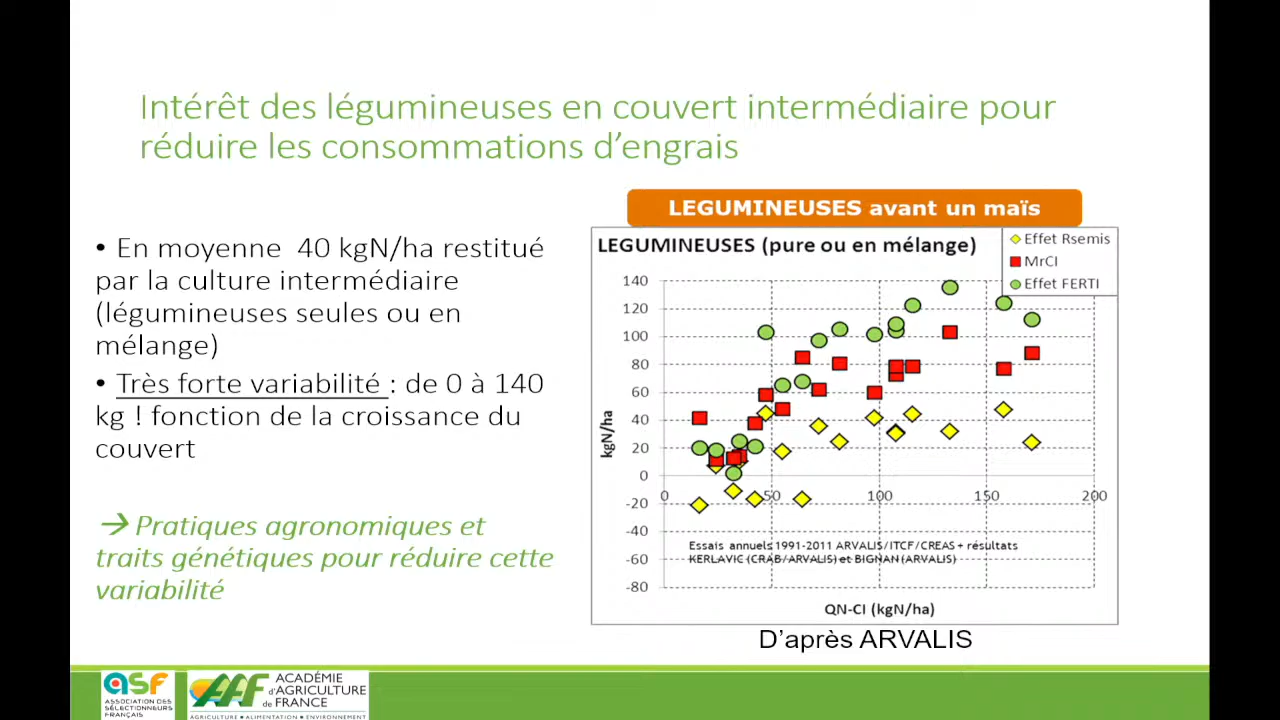 Intérêt des légumineuses en couvert intermédiaire pour
réduire les consommations d’engrais
• En moyenne 40 kgN/ha restitué
par la culture intermédiaire
(légumineuses seules ou en
mélange)
• Très forte variabilité : de 0 à 140
kg ! fonction de la croissance du
couvert
→ Pratiques agronomiques et
traits génétiques pour réduire cette
variabilité
LEGUMINEUSES avant un maïs
LEGUMINEUSES (pure ou en mélange)
Effet Rsemis
MrCI
Effet FERTI
140
120
100
80
60
40
20
0
-20
-40
-60
-80
kgN/ha
0 50 100 150 200
Essais annuels 1991-2011 ARVALIS/ITCF/CREAS + résultats
KERLAVIC (CRAB/ARVALIS) et BIGNAN (ARVALIS)
QN-CI (kgN/ha)
D’après ARVALIS
asf
ASSOCIATION DES
SÉLECTIONNEURS
FRANÇAIS
AAF
ACADÉMIE
d'AGRICULTURE
de FRANCE
AGRICULTURE • ALIMENTATION • ENVIRONNEMENT